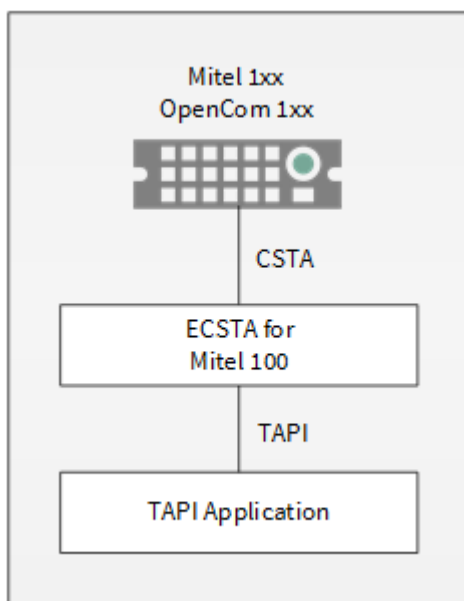 Mitel 1xx
OpenCom 1xx
CSTA
ECSTA for
Mitel 100
TAPI
TAPI Application